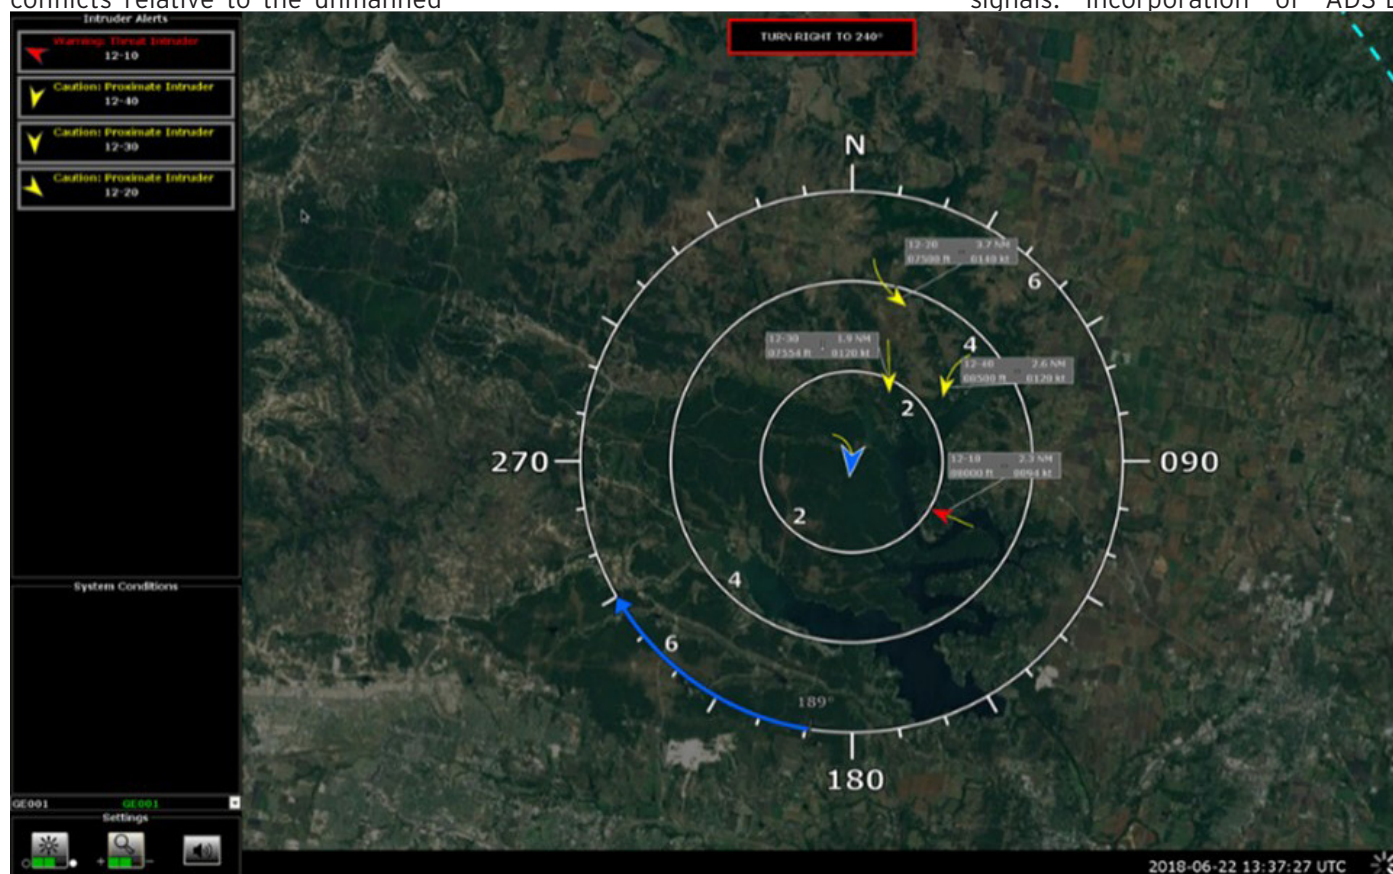 conflicts relative to the unmanned
signals. Incorporation of ADS-B
Intruder Alerts
Warning: Threat Intruder
12-10
Caution: Proximate Intruder
12-40
Caution: Proximate Intruder
12-30
Caution: Proximate Intruder
12-20
TURN RIGHT TO 240°
N
12-20 3.7 NM
07500 ft 0140 kt
6
12-30 1.9 NM
07554 ft 0120 kt
4
12-40 2.6 NM
08500 ft 0120 kt
2
270
090
12-10 2.3 NM
08000 ft 0094 kt
2
4
6
189°
180
System Conditions
GE001 GE001
Settings
2018-06-22 13:37:27 UTC